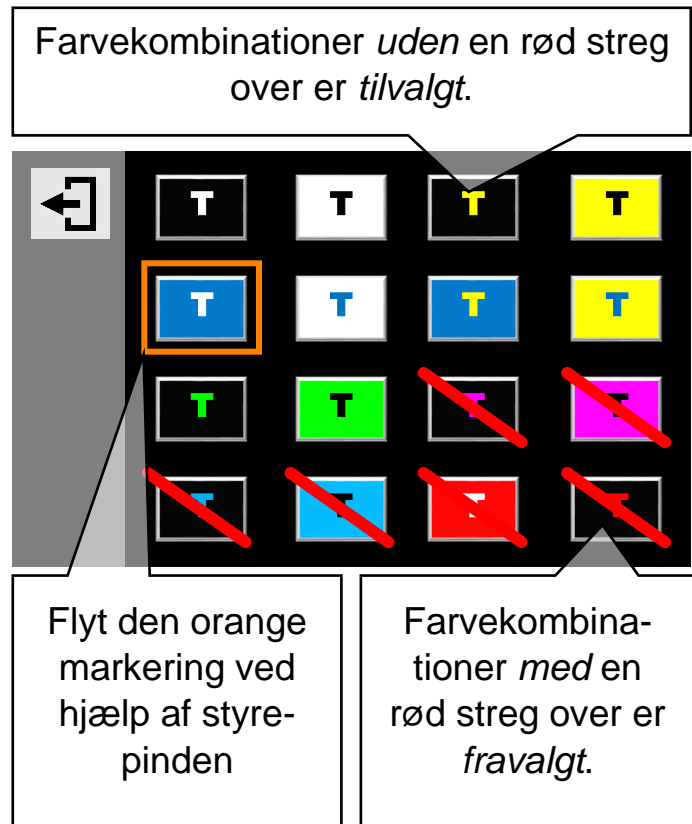 Farvekombinationer uden en rød streg
over er tilvalgt.
T T T T
T T T T
T T T T
T T T T
Flyt den orange
markering ved
hjælp af styre-
pinden
Farvekombina-
tioner med en
rød streg over er
fravalgt.